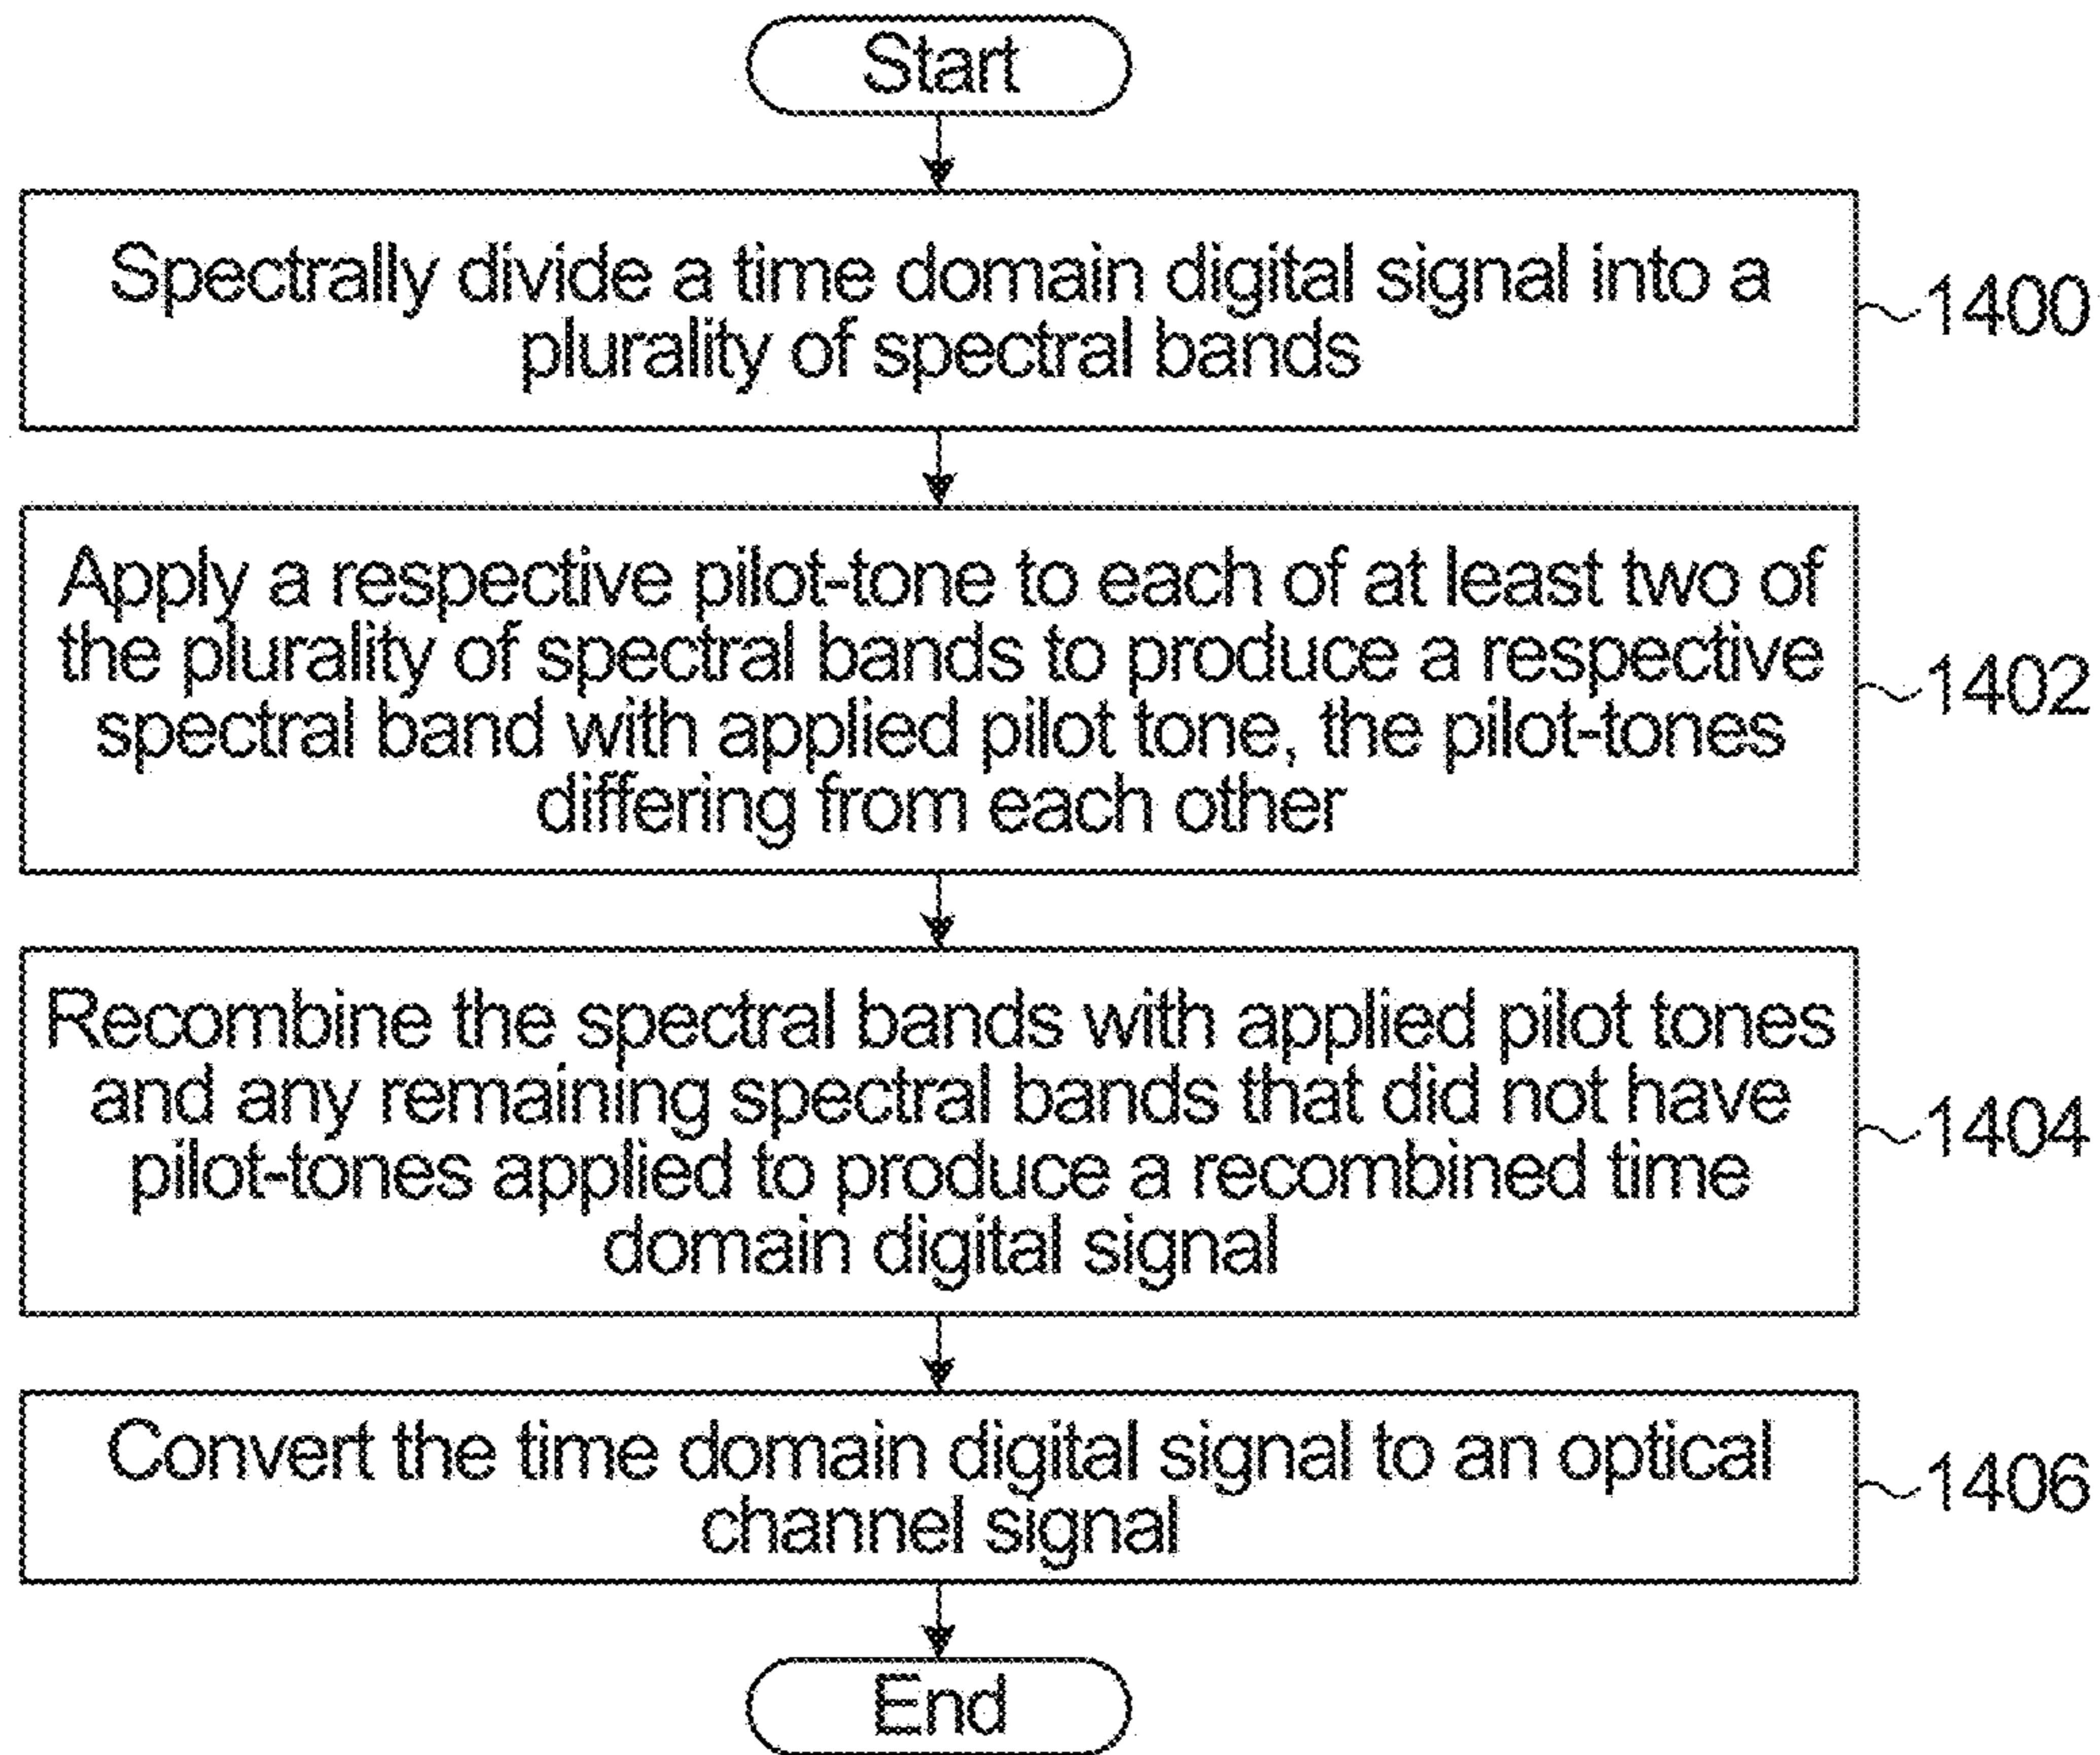 Start
Spectrally divide a time domain digital signal into a
plurality of spectral bands
1400
Apply a respective pilot-tone to each of at least two of
the plurality of spectral bands to produce a respective
spectral band with applied pilot tone, the pilot-tones
differing from each other
1402
Recombine the spectral bands with applied pilot tones
and any remaining spectral bands that did not have
pilot-tones applied to produce a recombined time
domain digital signal
1404
Convert the time domain digital signal to an optical
channel signal
1406
End